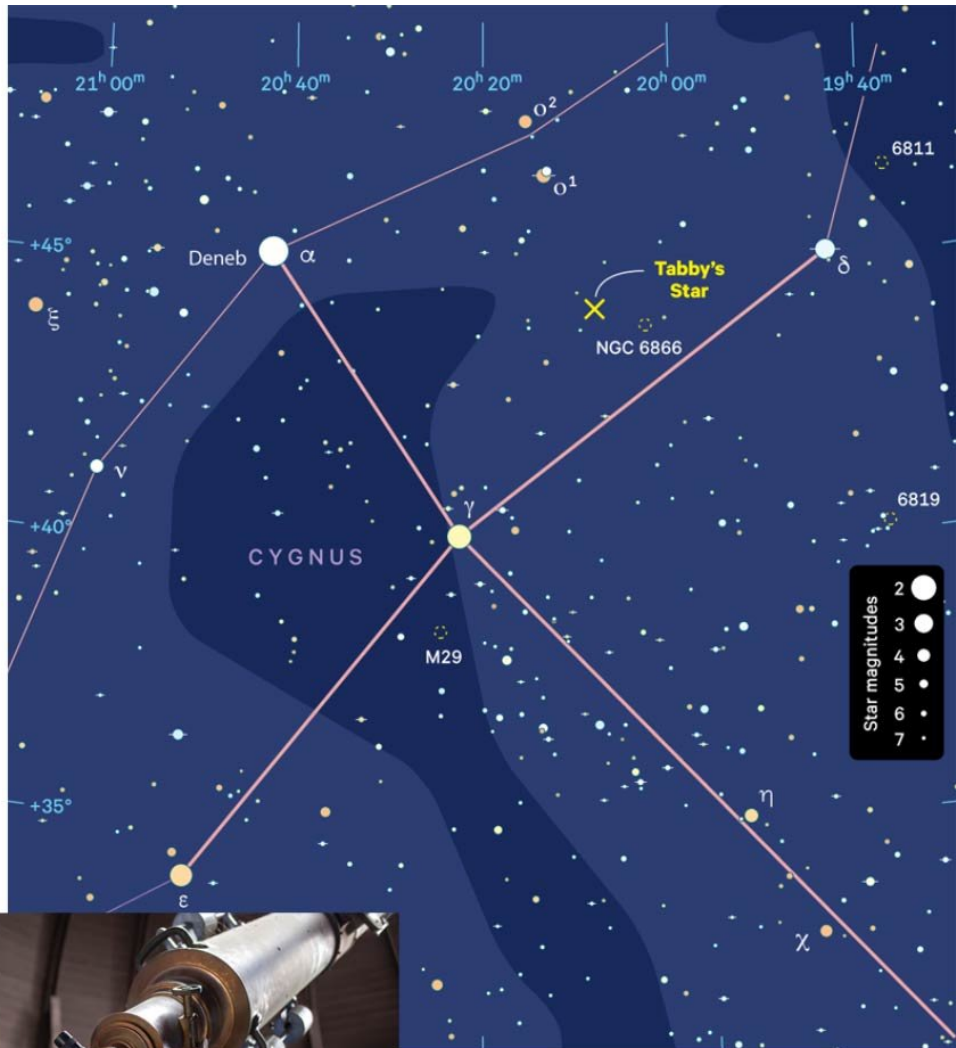 21ʰ 00ᵐ
20ʰ 40ᵐ
20ʰ 20ᵐ
20ʰ 00ᵐ
19ʰ 40ᵐ
ο²
6811
ο¹
+45°
Deneb
α
δ
Tabby’s
Star
ξ
NGC 6866
ν
γ
6819
+40°
CYGNUS
M29
Star magnitudes
2
3
4
5
6
7
+35°
η
ε
χ